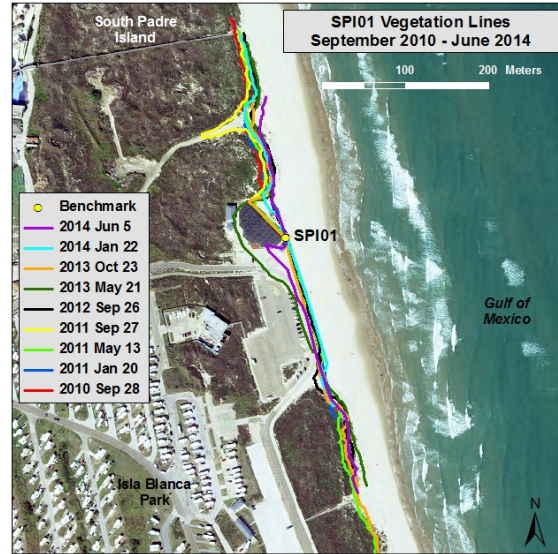 South Padre
Island
SPI01 Vegetation Lines
September 2010 - June 2014
0 100 200 Meters
Benchmark
2014 Jun 5
2014 Jan 22
2013 Oct 23
2013 May 21
2012 Sep 26
2011 Sep 27
2011 May 13
2011 Jan 20
2010 Sep 28
SPI01
Gulf of
Mexico
Isla Blanca
Park
N